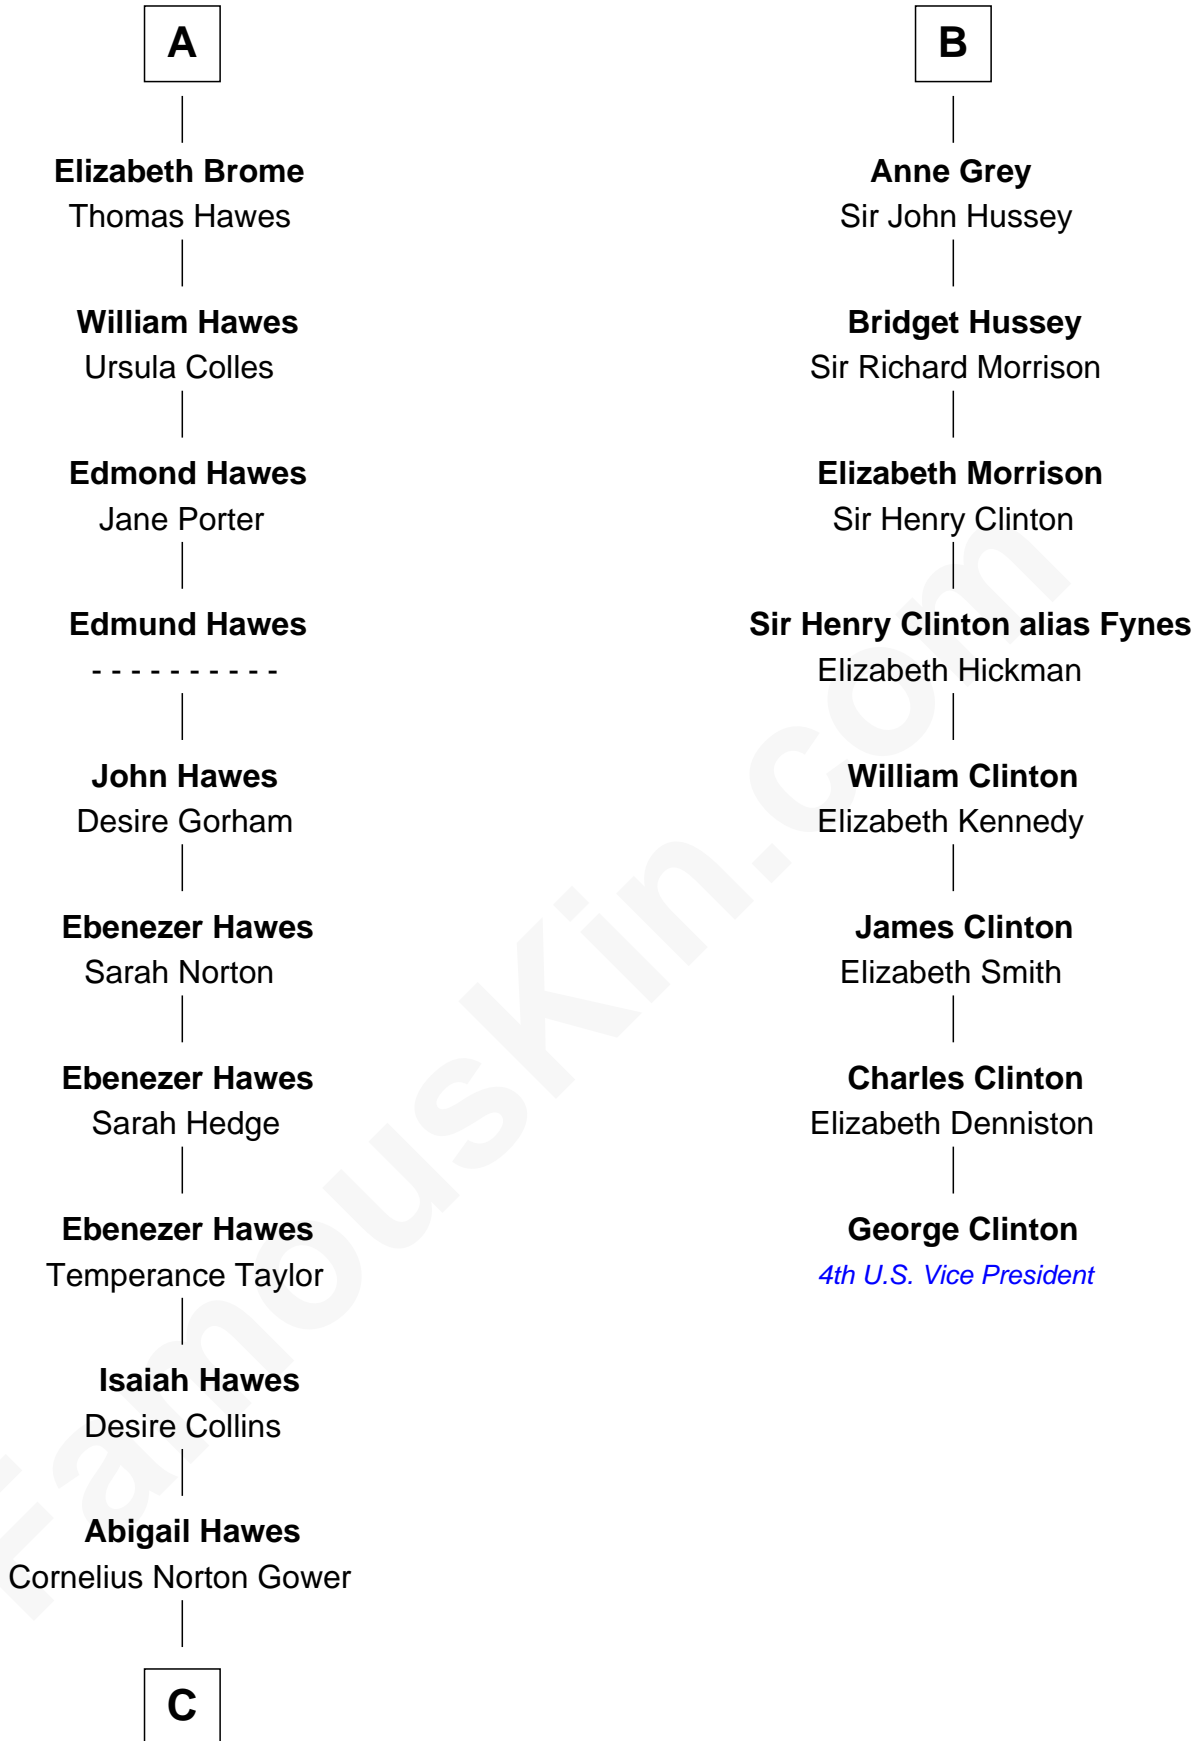 A
Elizabeth Brome
Thomas Hawes
William Hawes
Ursula Colles
Edmond Hawes
Jane Porter
Edmund Hawes
- - - - - - - - - -
John Hawes
Desire Gorham
Ebenezer Hawes
Sarah Norton
Ebenezer Hawes
Sarah Hedge
Ebenezer Hawes
Temperance Taylor
Isaiah Hawes
Desire Collins
Abigail Hawes
Cornelius Norton Gower
C
B
Anne Grey
Sir John Hussey
Bridget Hussey
Sir Richard Morrison
Elizabeth Morrison
Sir Henry Clinton
Sir Henry Clinton alias Fynes
Elizabeth Hickman
William Clinton
Elizabeth Kennedy
James Clinton
Elizabeth Smith
Charles Clinton
Elizabeth Denniston
George Clinton
4th U.S. Vice President
FamousKin.com